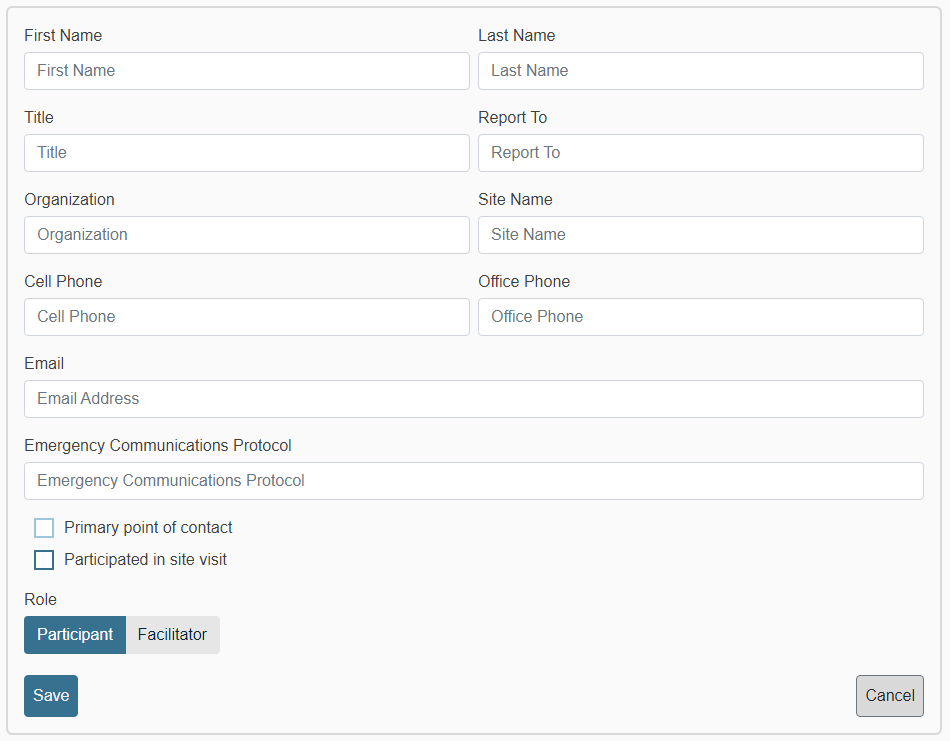 First Name Last Name
First Name Last Name
Title Report To
Title Report To
Organization Site Name
Organization Site Name
Cell Phone Office Phone
Cell Phone Office Phone
Email
Email Address
Emergency Communications Protocol
Emergency Communications Protocol
Primary point of contact
Participated in site visit
Role
Participant Facilitator
Save Cancel